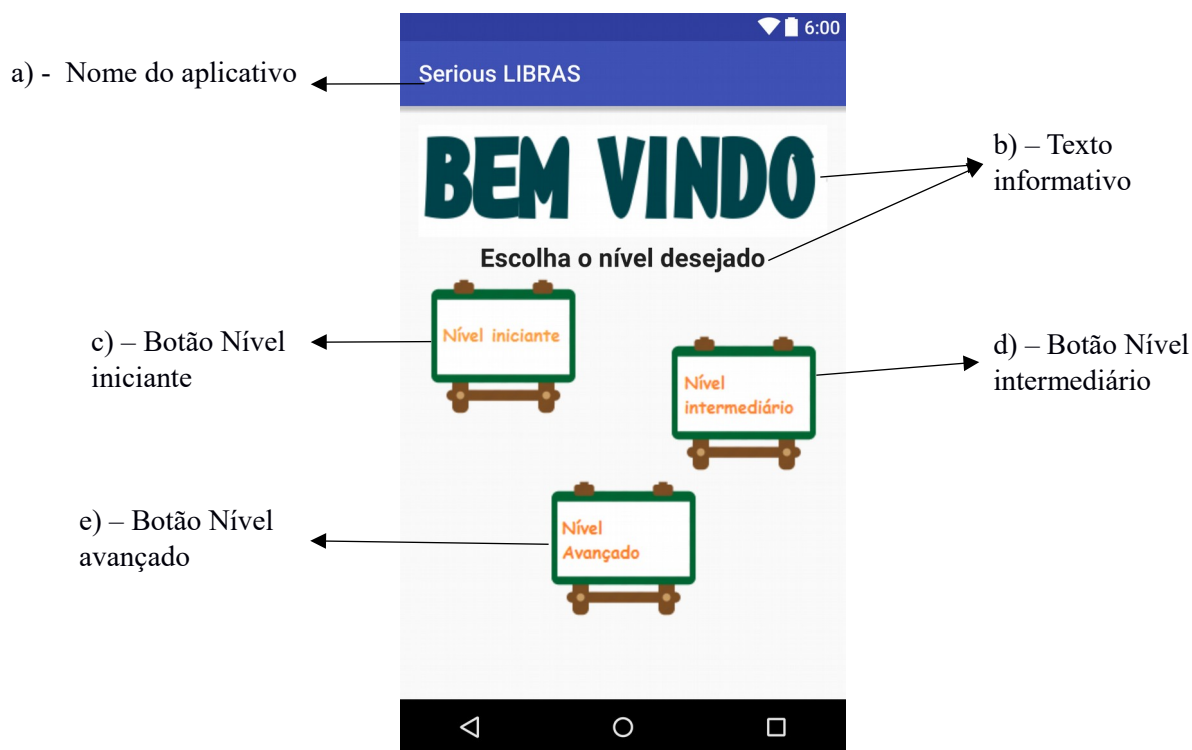 6:00
a) - Nome do aplicativo
Serious LIBRAS
BEM VINDO
b) – Texto
informativo
Escolha o nível desejado
c) – Botão Nível
iniciante
Nível iniciante
d) – Botão Nível
intermediário
Nível
intermediário
e) – Botão Nível
avançado
Nível
Avançado